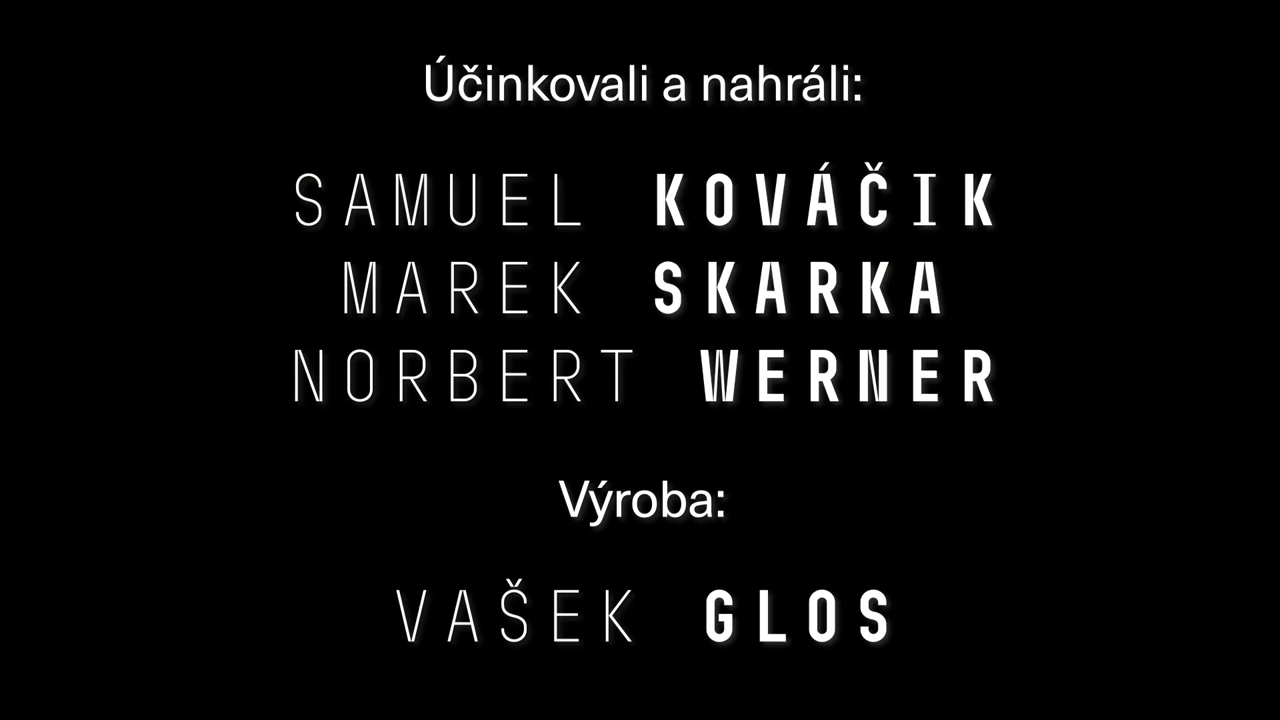 Účinkovali a nahráli:
SAMUEL KOVÁČIK
MAREK SKARKA
NORBERT WERNER
Výroba:
VAŠEK GLOS